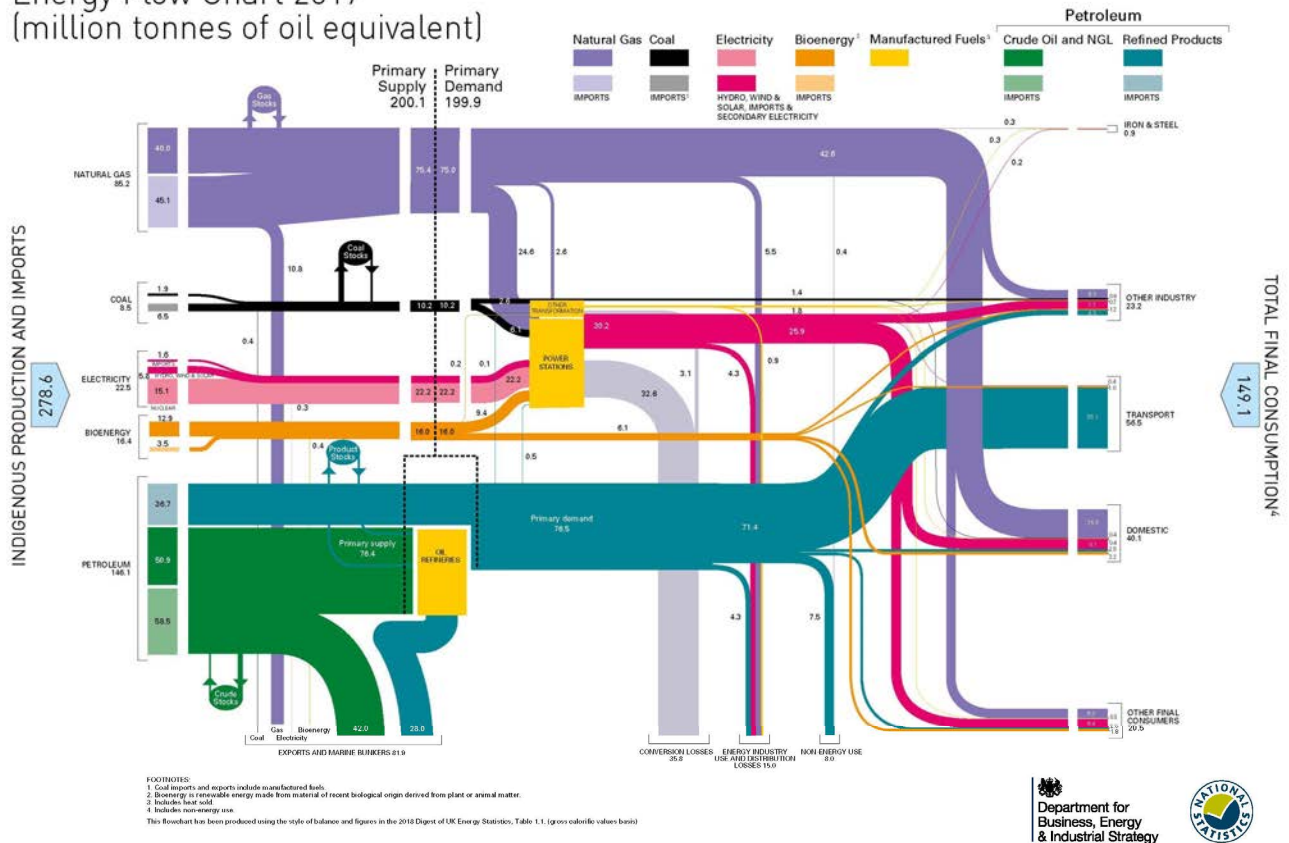 (million tonnes of oil equivalent)
Petroleum
Natural Gas
Coal
Electricity
Bioenergy 2
Manufactured Fuels 3
Crude Oil and NGL
Refined Products
IMPORTS
IMPORTS 1
HYDRO, WIND &
SOLAR, IMPORTS &
SECONDARY ELECTRICITY
IMPORTS
IMPORTS
IMPORTS
Primary
Supply
200.1
Primary
Demand
199.9
INDIGENOUS PRODUCTION AND IMPORTS
278.6
TOTAL FINAL CONSUMPTION 4
149.1
Gas
Stocks
NATURAL GAS
85.2
40.0
45.1
75.4
75.0
42.6
0.3
0.3
0.2
IRON & STEEL
0.9
10.8
24.6
2.6
5.5
0.4
Coal
Stocks
COAL
8.5
1.9
6.5
10.2
10.2
6.1
OTHER
TRANSFORMATION
1.4
OTHER INDUSTRY
23.2
0.4
ELECTRICITY
22.5
1.6
HYDRO, WIND & SOLAR
15.1
NUCLEAR
22.2
22.2
22.2
0.2
0.1
POWER
STATIONS
25.9
4.3
0.9
3.1
32.6
0.3
BIOENERGY
16.4
12.9
3.5
0.4
16.0
16.0
9.4
6.1
0.5
TRANSPORT
56.5
Product
Stocks
PETROLEUM
146.1
50.9
Primary supply
76.4
OIL
REFINERIES
Primary demand
76.5
71.4
DOMESTIC
40.1
4.3
7.5
Crude
Stocks
42.0
28.0
OTHER FINAL
CONSUMERS
20.5
Coal
Gas
Electricity
Bioenergy
EXPORTS AND MARINE BUNKERS 81.9
CONVERSION LOSSES
35.8
ENERGY INDUSTRY
USE AND DISTRIBUTION
LOSSES 15.0
NON-ENERGY USE
8.0
FOOTNOTES:
1. Coal imports and exports include manufactured fuels.
2. Bioenergy is renewable energy made from material of recent biological origin derived from plant or animal matter.
3. Includes heat sold.
4. Includes non-energy use.
This flowchart has been produced using the style of balance and figures in the 2018 Digest of UK Energy Statistics, Table 1.1. (gross calorific values basis)
Department for
Business, Energy
& Industrial Strategy
NATIONAL
STATISTICS